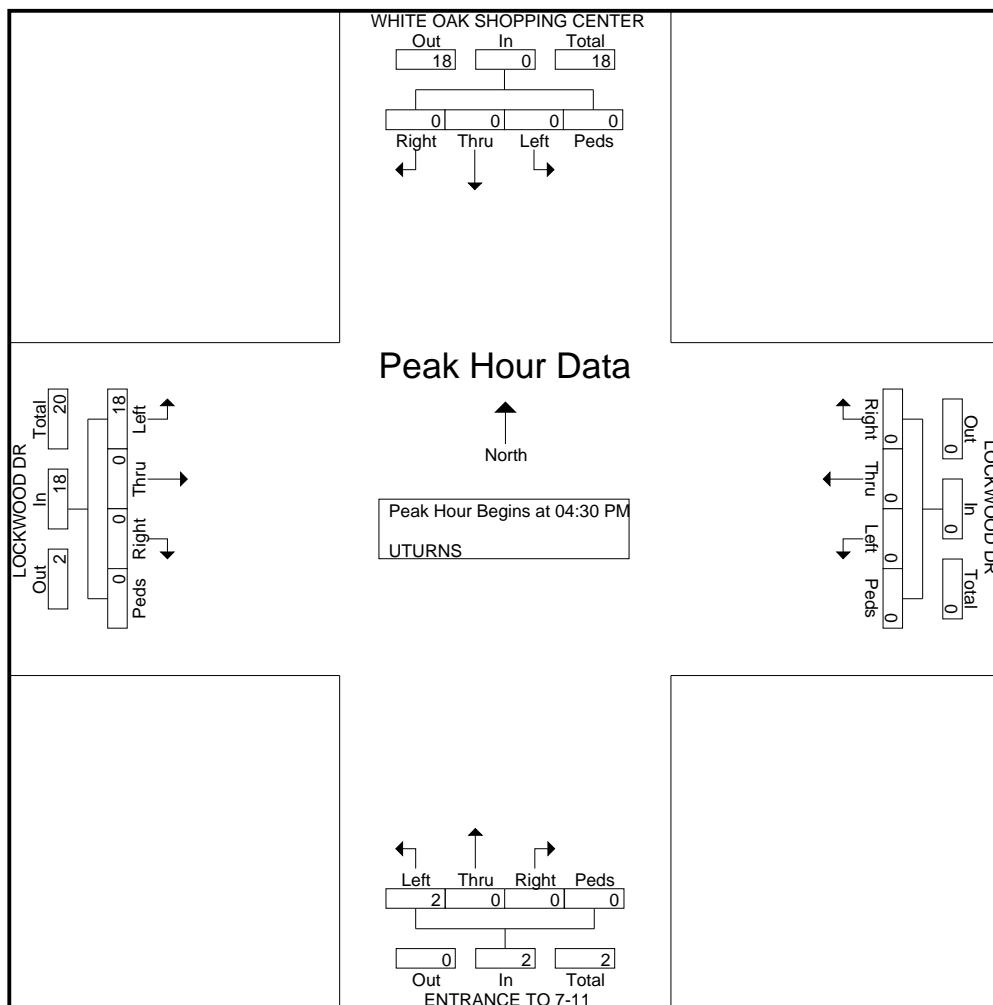 WHITE OAK SHOPPING CENTER
Out In Total
18 0 18
0 0 0 0
Right Thru Left Peds
Peak Hour Data
North
Peak Hour Begins at 04:30 PM
UTURNS
LOCKWOOD DR
Out In Total
2 18 20
0 0 0 18
Peds Right Thru Left
LOCKWOOD DR
Out In Total
0 0 0
0 0 0 0
Right Thru Left Peds
Left Thru Right Peds
2 0 0 0
0 2 2
Out In Total
ENTRANCE TO 7-11